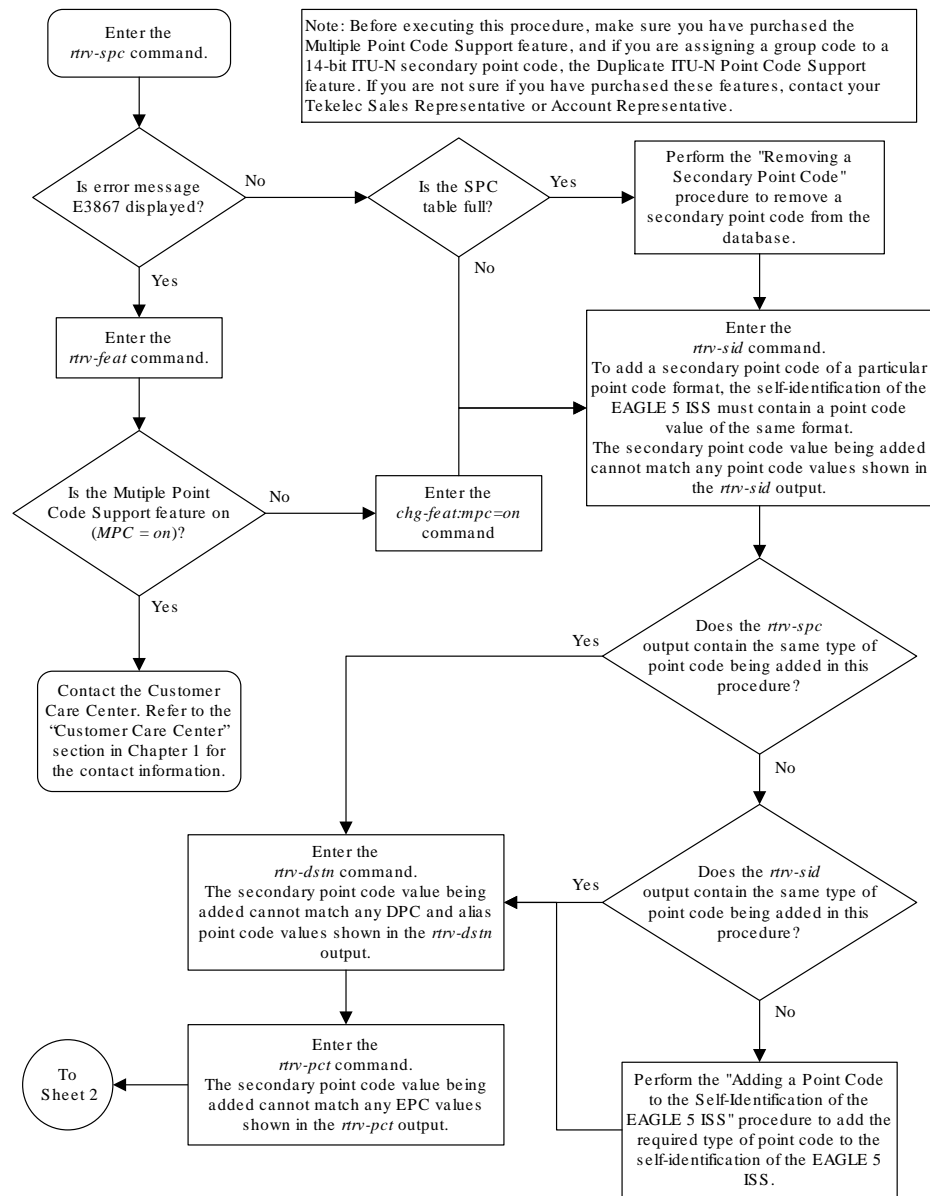 Enter the
rtrv-spc command.
Note: Before executing this procedure, make sure you have purchased the
Multiple Point Code Support feature, and if you are assigning a group code to a
14-bit ITU-N secondary point code, the Duplicate ITU-N Point Code Support
feature. If you are not sure if you have purchased these features, contact your
Tekelec Sales Representative or Account Representative.
Is error message
E3867 displayed?
No
Yes
Is the SPC
table full?
Yes
No
Perform the "Removing a
Secondary Point Code"
procedure to remove a
secondary point code from the
database.
Enter the
rtrv-feat command.
Enter the
rtrv-sid command.
To add a secondary point code of a particular
point code format, the self-identification of the
EAGLE 5 ISS must contain a point code
value of the same format.
The secondary point code value being added
cannot match any point code values shown in
the rtrv-sid output.
Is the Mutiple Point
Code Support feature on
(MPC = on)?
No
Yes
Enter the
chg-feat:mpc=on
command
Contact the Customer
Care Center. Refer to the
“Customer Care Center”
section in Chapter 1 for
the contact information.
Does the rtrv-spc
output contain the same type of
point code being added in this
procedure?
Yes
No
Does the rtrv-sid
output contain the same type of
point code being added in this
procedure?
Yes
No
Enter the
rtrv-dstn command.
The secondary point code value being
added cannot match any DPC and alias
point code values shown in the rtrv-dstn
output.
Enter the
rtrv-pct command.
The secondary point code value being
added cannot match any EPC values
shown in the rtrv-pct output.
To
Sheet 2
Perform the "Adding a Point Code
to the Self-Identification of the
EAGLE 5 ISS" procedure to add the
required type of point code to the
self-identification of the EAGLE 5
ISS.